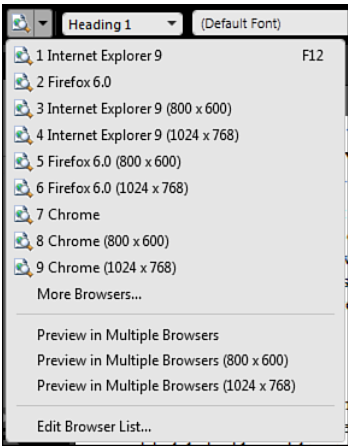 Heading 1 (Default Font)
1 Internet Explorer 9 F12
2 Firefox 6.0
3 Internet Explorer 9 (800 x 600)
4 Internet Explorer 9 (1024 x 768)
5 Firefox 6.0 (800 x 600)
6 Firefox 6.0 (1024 x 768)
7 Chrome
8 Chrome (800 x 600)
9 Chrome (1024 x 768)
More Browsers...
Preview in Multiple Browsers
Preview in Multiple Browsers (800 x 600)
Preview in Multiple Browsers (1024 x 768)
Edit Browser List...